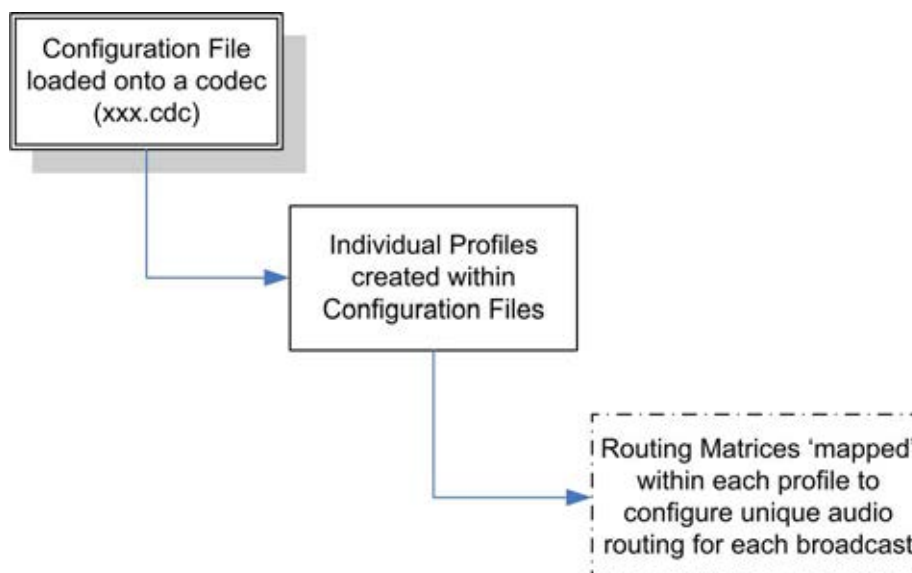 Configuration File
loaded onto a codec
(xxx.cdc)
Individual Profiles
created within
Configuration Files
Routing Matrices ‘mapped’
within each profile to
configure unique audio
routing for each broadcast